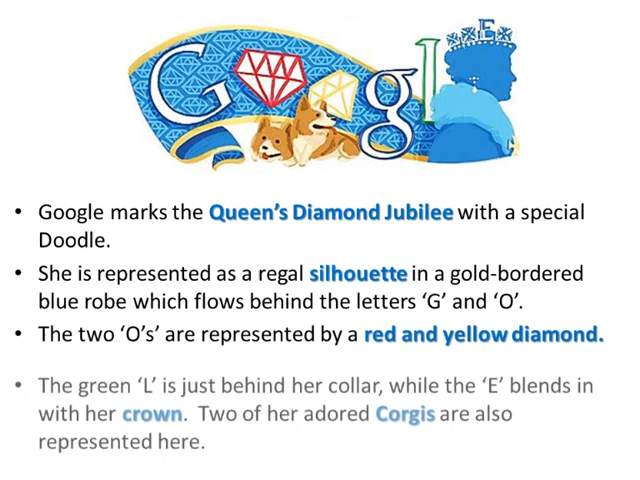 Google
• Google marks the Queen’s Diamond Jubilee with a special
Doodle.
• She is represented as a regal silhouette in a gold-bordered
blue robe which flows behind the letters ‘G’ and ‘O’.
• The two ‘O’s’ are represented by a red and yellow diamond.
• The green ‘L’ is just behind her collar, while the ‘E’ blends in
with her crown. Two of her adored Corgis are also
represented here.